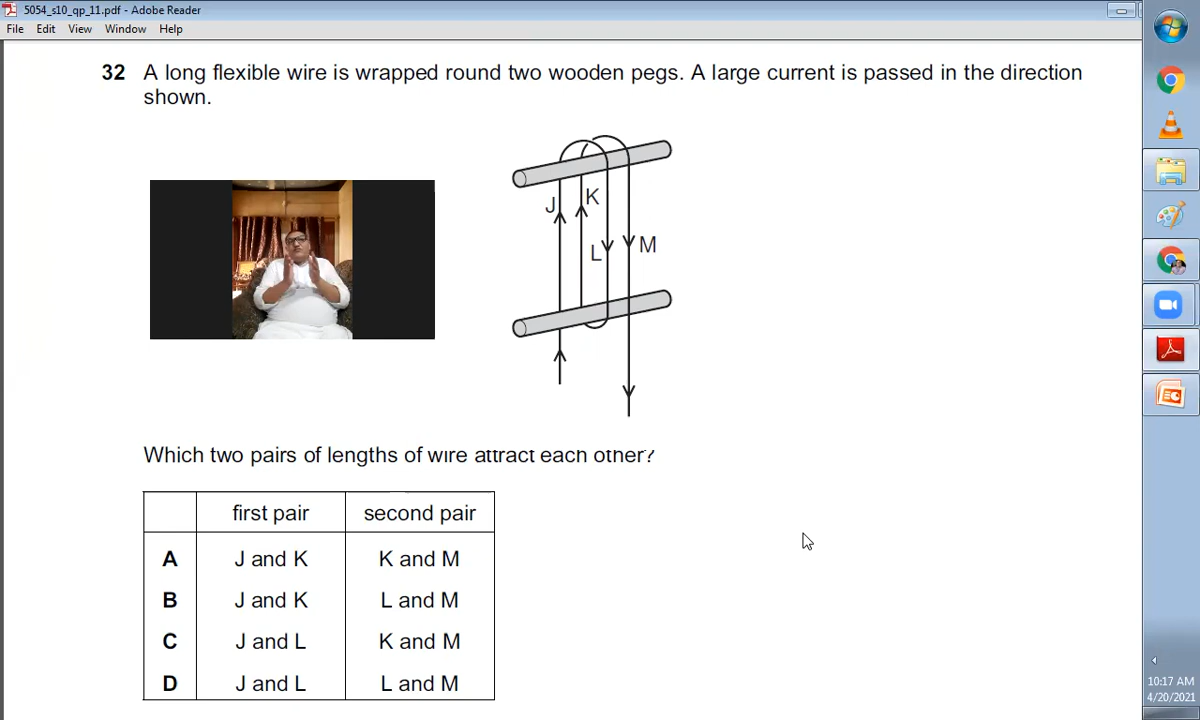 5054_s10_qp_11.pdf - Adobe Reader
File Edit View Window Help
32 A long flexible wire is wrapped round two wooden pegs. A large current is passed in the direction
shown.
J K
L M
Which two pairs of lengths of wire attract each other?
first pair second pair
A J and K K and M
B J and K L and M
C J and L K and M
D J and L L and M
10:17 AM
4/20/2021